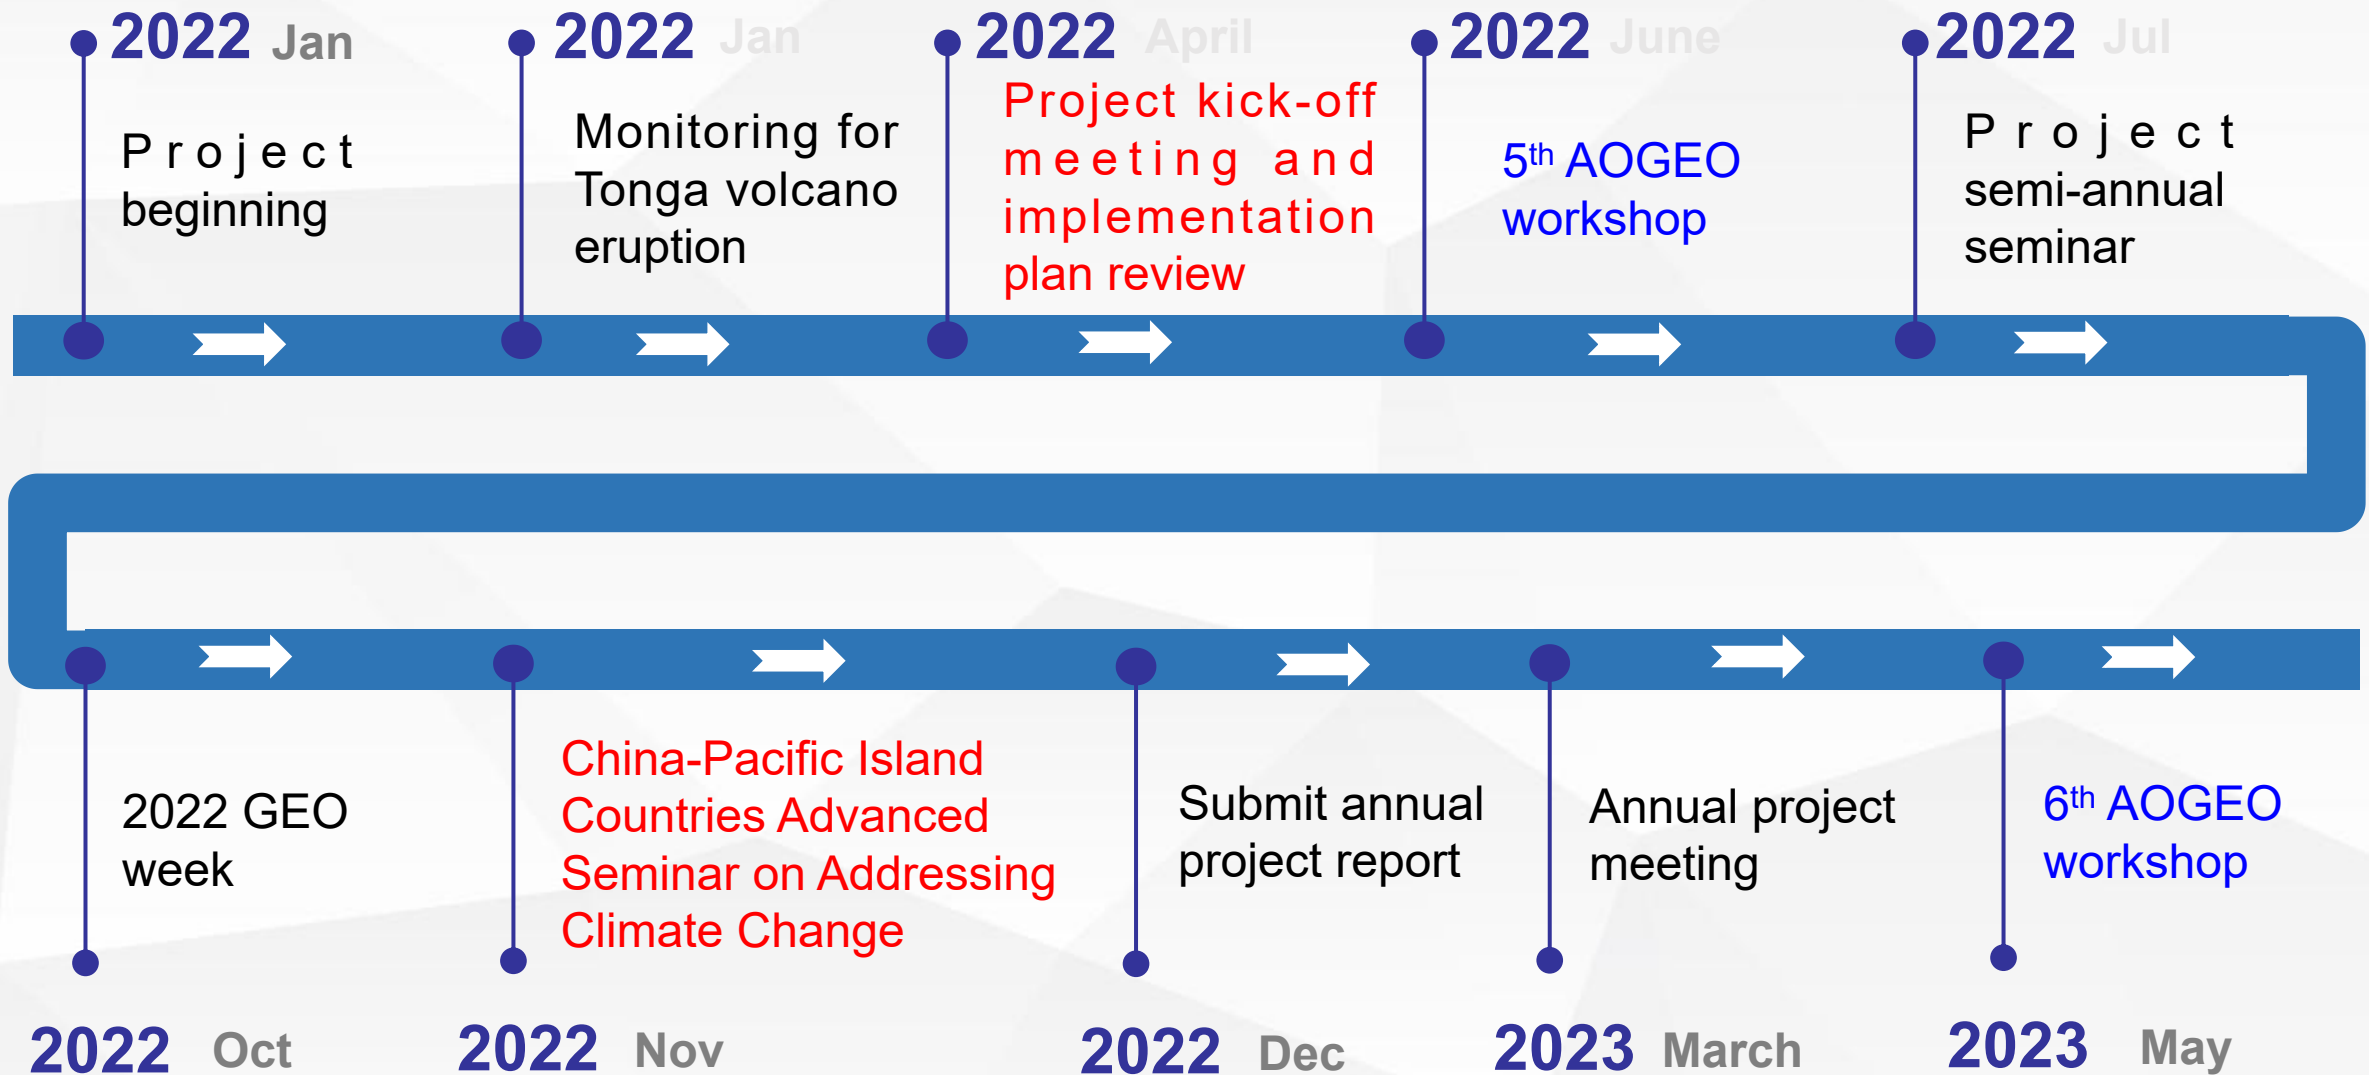 2022 Jan
Project
beginning
2022 Jan
Monitoring for
Tonga volcano
eruption
2022 April
Project kick-off
meeting and
implementation
plan review
2022 June
5th AOGEO
workshop
2022 Jul
Project
semi-annual
seminar
2022 GEO
week
2022 Oct
China-Pacific Island
Countries Advanced
Seminar on Addressing
Climate Change
2022 Nov
Submit annual
project report
2022 Dec
Annual project
meeting
2023 March
6th AOGEO
workshop
2023 May